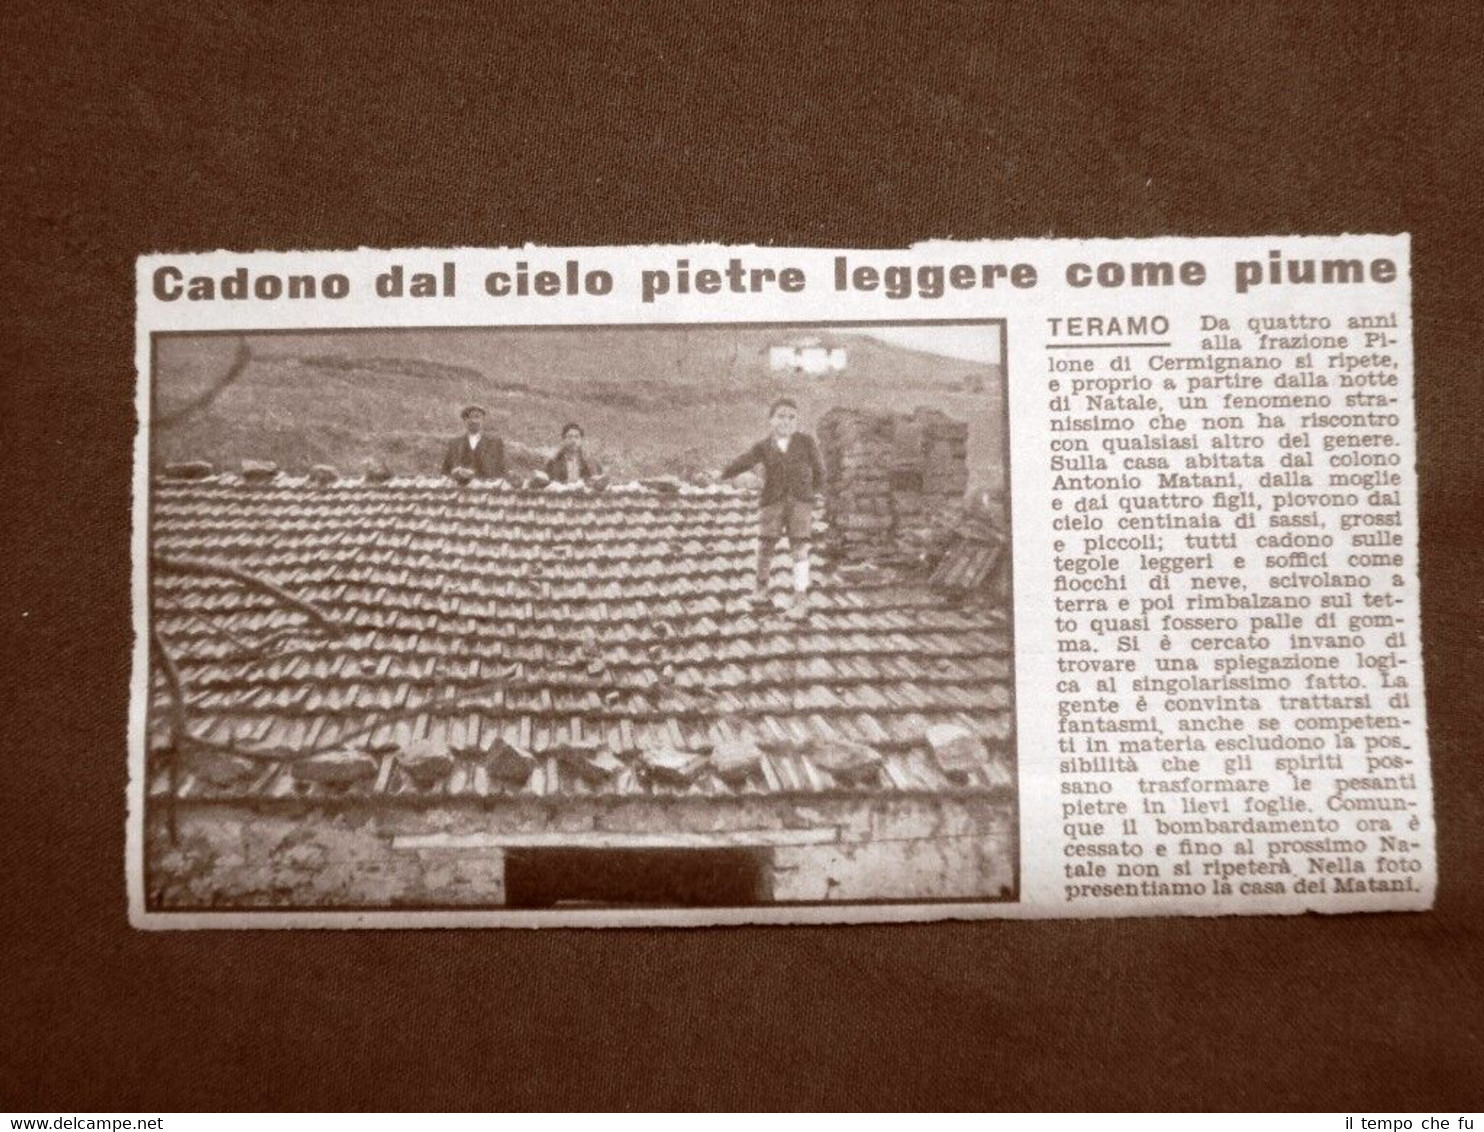 Cadono dal cielo pietre leggere come piume
TERAMO Da quattro anni
alla frazione Pi-
lone di Cermignano si ripete,
e proprio a partire dalla notte
di Natale, un fenomeno stra-
nissimo che non ha riscontro
con qualsiasi altro del genere.
Sulla casa abitata dal colono
Antonio Matani, dalla moglie
e dai quattro figli, piovono dal
cielo centinaia di sassi, grossi
e piccoli; tutti cadono sulle
tegole leggeri e soffici come
fiocchi di neve, scivolano a
terra e poi rimbalzano sul tet-
to quasi fossero palle di gom-
ma. Si è cercato invano di
trovare una spiegazione logi-
ca al singolarissimo fatto. La
gente è convinta trattarsi di
fantasmi, anche se competen-
ti in materia escludono la pos-
sibilità che gli spiriti pos-
sano trasformare le pesanti
pietre in lievi foglie. Comun-
que il bombardamento ora è
cessato e fino al prossimo Na-
tale non si ripeterà. Nella foto
presentiamo la casa dei Matani.
www.delcampe.net
il tempo che fu